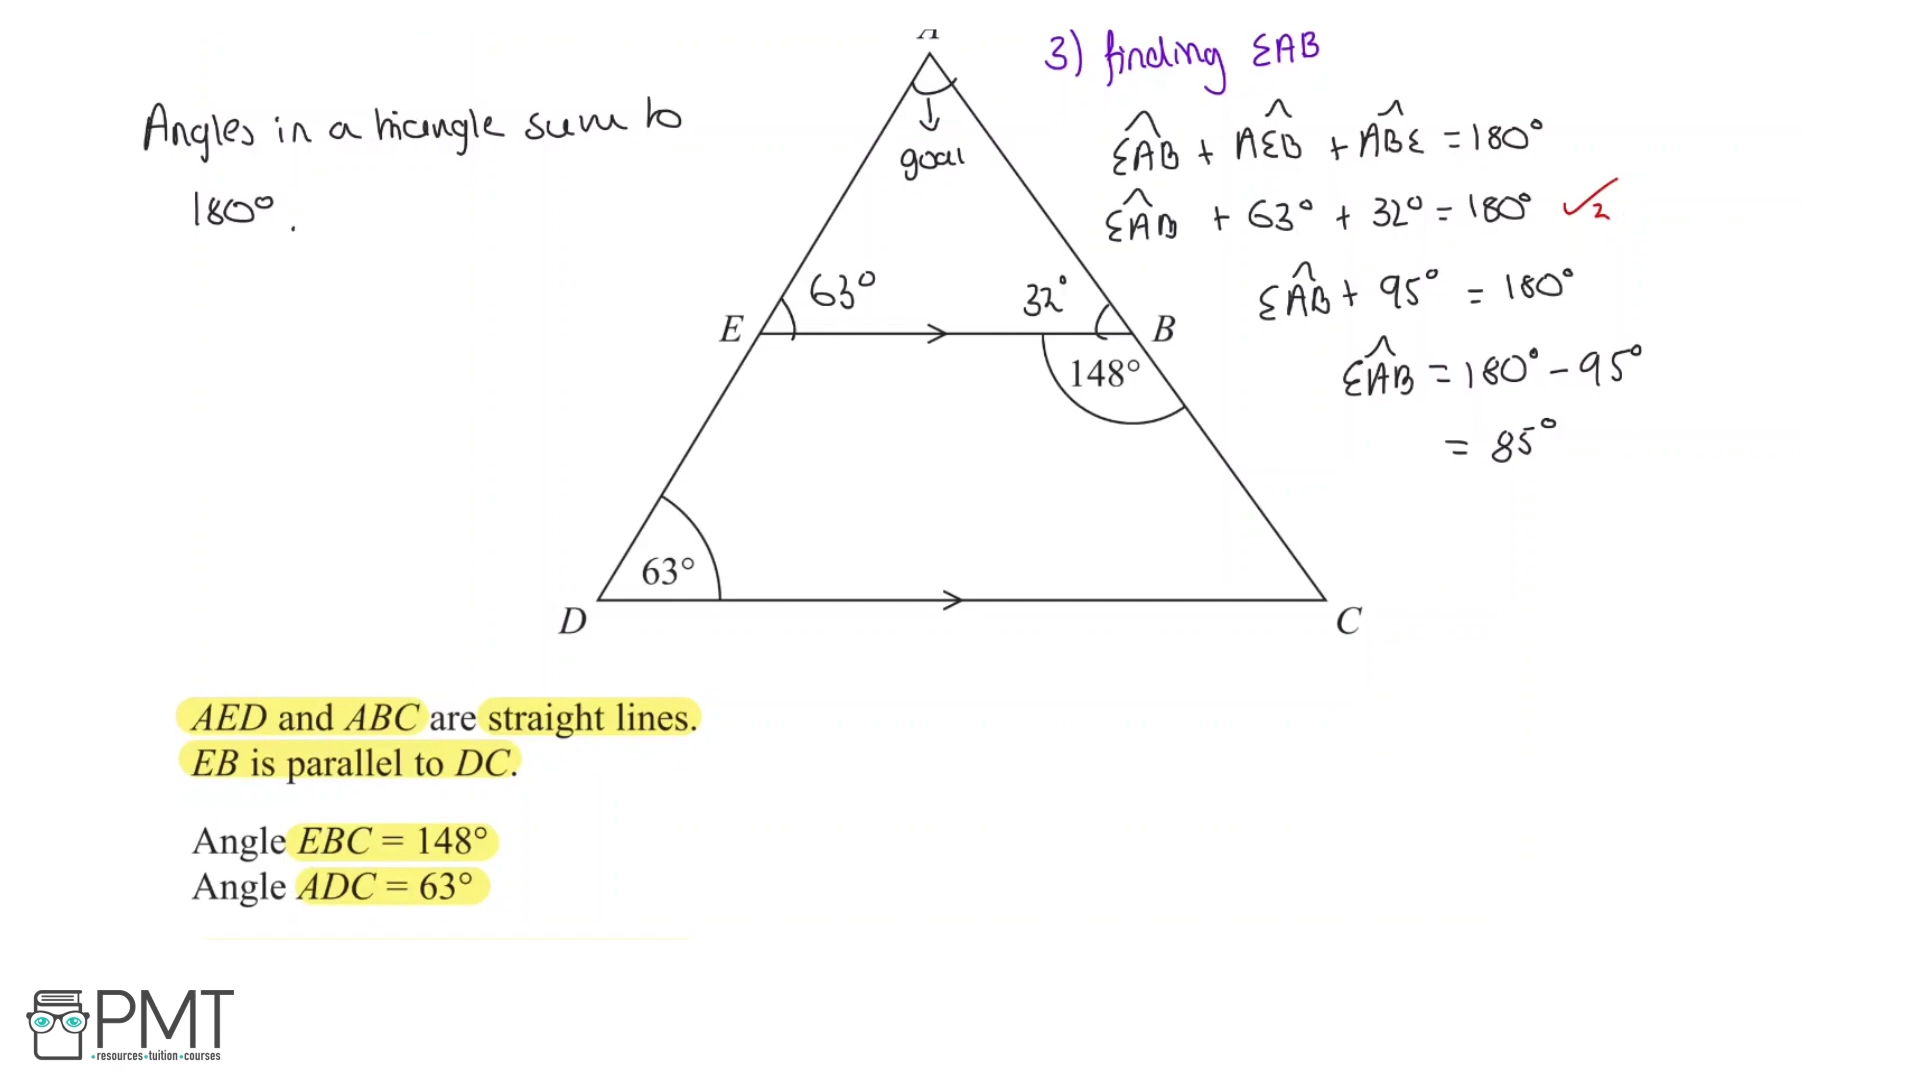 A
3) finding EAB
Angles in a triangle sum to
180°.
goal
EÂB + AÊB + AB̂E = 180°
EÂB + 63° + 32° = 180° ✓2
EÂB + 95° = 180°
EÂB = 180° - 95°
= 85°
63°
32°
E
B
148°
63°
D
C
AED and ABC are straight lines.
EB is parallel to DC.
Angle EBC = 148°
Angle ADC = 63°
PMT
•resources•tuition•courses